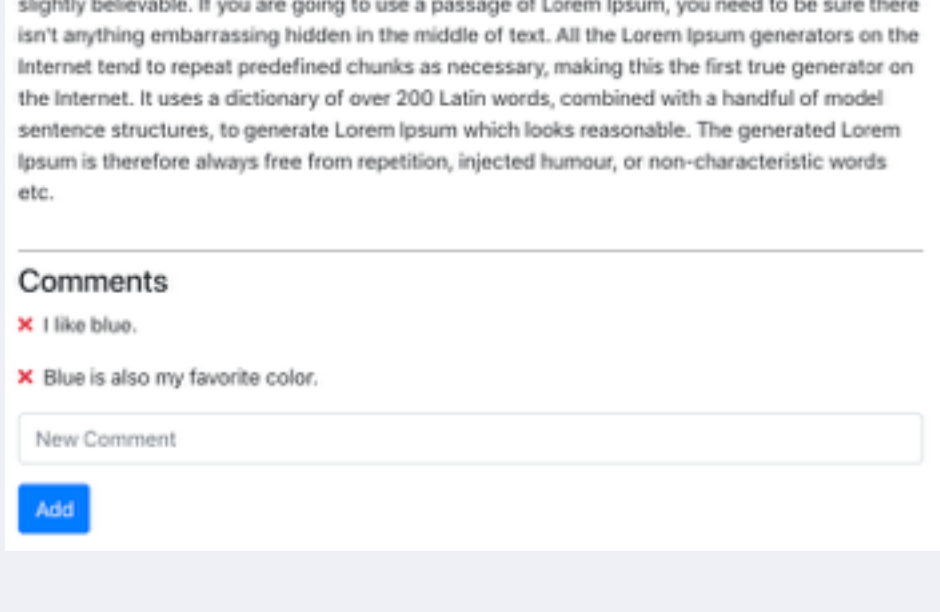 slightly believable. If you are going to use a passage of Lorem Ipsum, you need to be sure there
isn't anything embarrassing hidden in the middle of text. All the Lorem Ipsum generators on the
Internet tend to repeat predefined chunks as necessary, making this the first true generator on
the Internet. It uses a dictionary of over 200 Latin words, combined with a handful of model
sentence structures, to generate Lorem Ipsum which looks reasonable. The generated Lorem
Ipsum is therefore always free from repetition, injected humour, or non-characteristic words
etc.
Comments
I like blue.
Blue is also my favorite color.
New Comment
Add